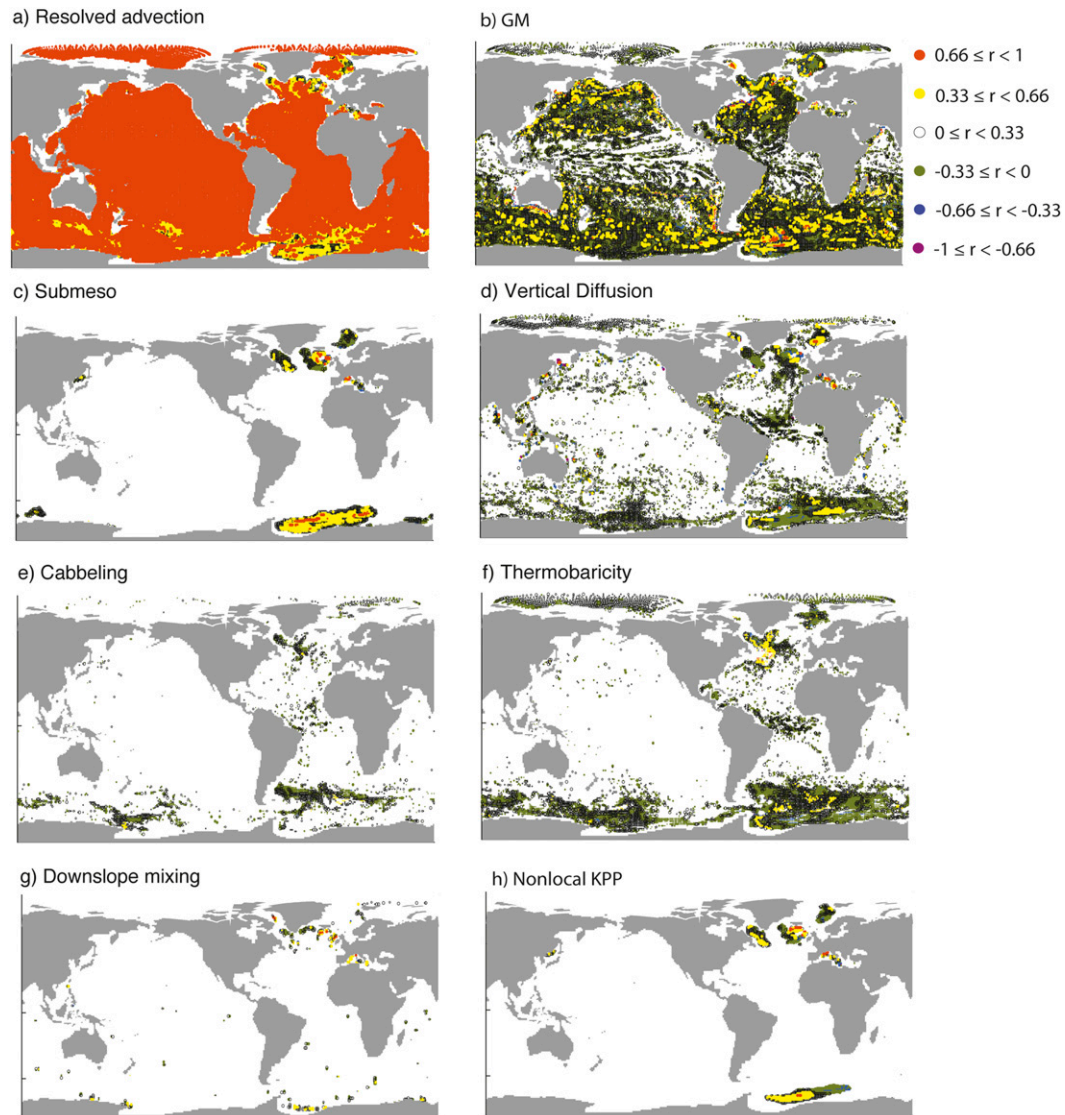 a) Resolved advection
b) GM
0.66 ≤ r < 1
0.33 ≤ r < 0.66
0 ≤ r < 0.33
-0.33 ≤ r < 0
-0.66 ≤ r < -0.33
-1 ≤ r < -0.66
c) Submeso
d) Vertical Diffusion
e) Cabbeling
f) Thermobaricity
g) Downslope mixing
h) Nonlocal KPP